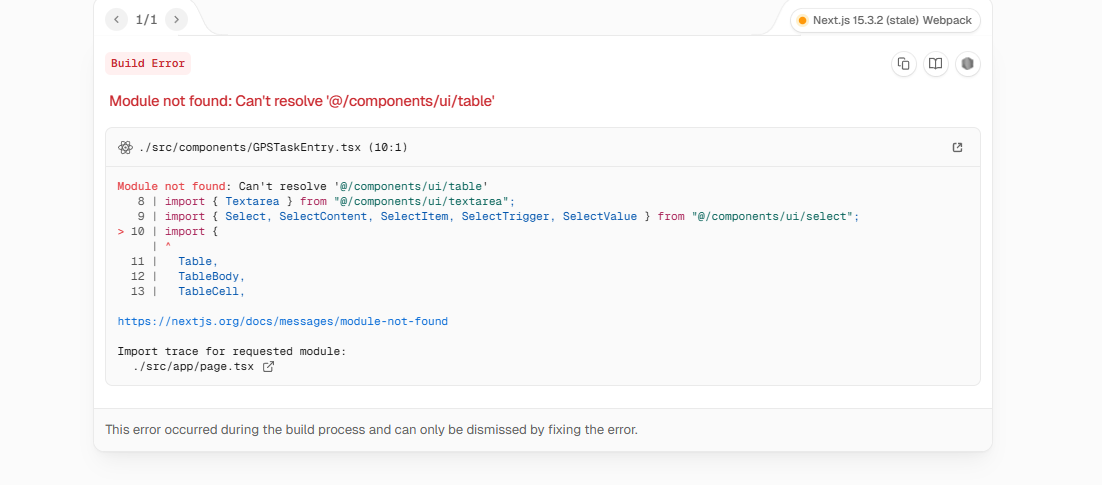 1/1
Next.js 15.3.2 (stale) Webpack
Build Error
Module not found: Can't resolve '@/components/ui/table'
./src/components/GPSTaskEntry.tsx (10:1)
Module not found: Can't resolve '@/components/ui/table'
8 | import { Textarea } from "@/components/ui/textarea";
9 | import { Select, SelectContent, SelectItem, SelectTrigger, SelectValue } from "@/components/ui/select";
> 10 | import {
| ^
11 | Table,
12 | TableBody,
13 | TableCell,
https://nextjs.org/docs/messages/module-not-found
Import trace for requested module:
./src/app/page.tsx
This error occurred during the build process and can only be dismissed by fixing the error.